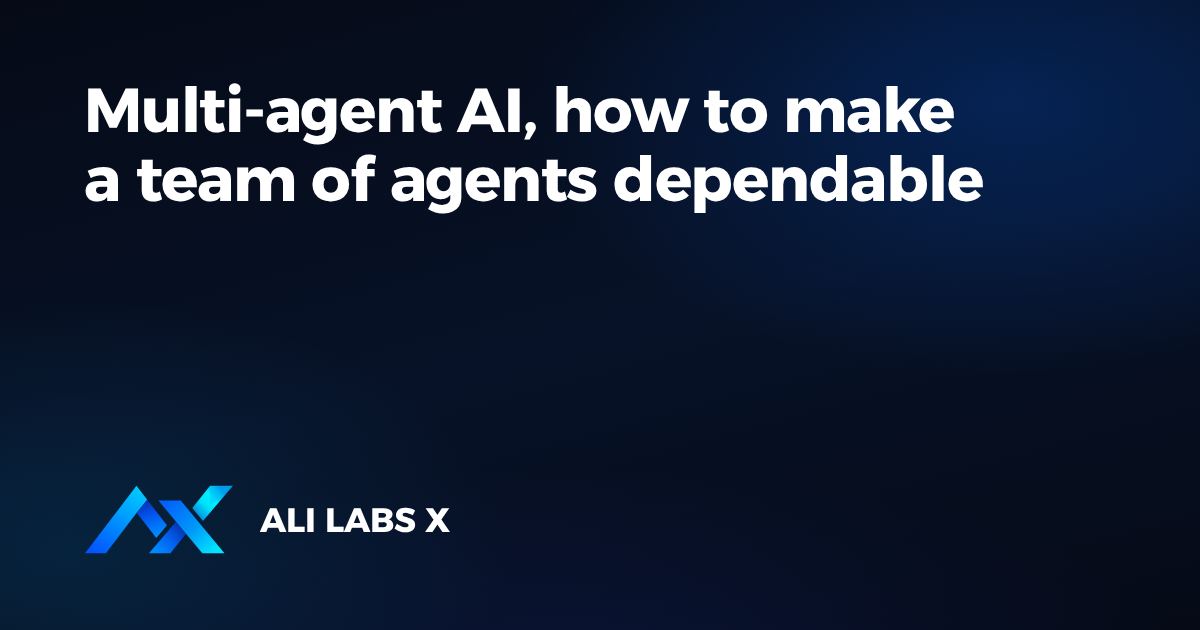 Multi-agent AI, how to make
a team of agents dependable
ALI LABS X